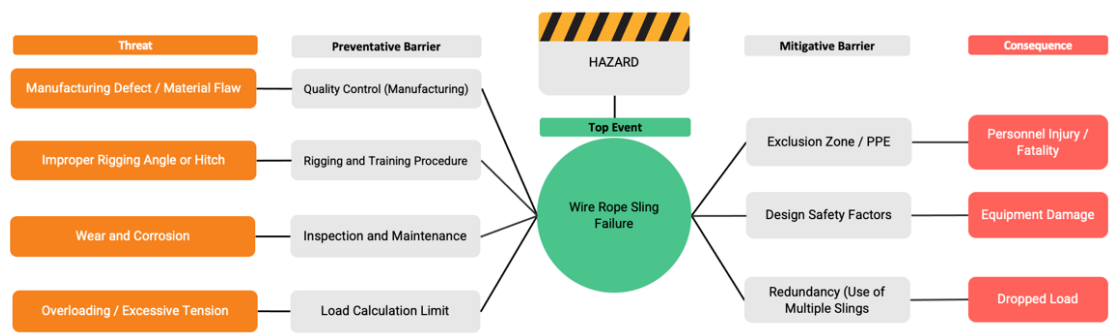 Threat
Preventative Barrier
HAZARD
Mitigative Barrier
Consequence
Manufacturing Defect / Material Flaw
Quality Control (Manufacturing)
Top Event
Improper Rigging Angle or Hitch
Rigging and Training Procedure
Exclusion Zone / PPE
Personnel Injury /
Fatality
Wire Rope Sling
Failure
Wear and Corrosion
Inspection and Maintenance
Design Safety Factors
Equipment Damage
Overloading / Excessive Tension
Load Calculation Limit
Redundancy (Use of
Multiple Slings
Dropped Load